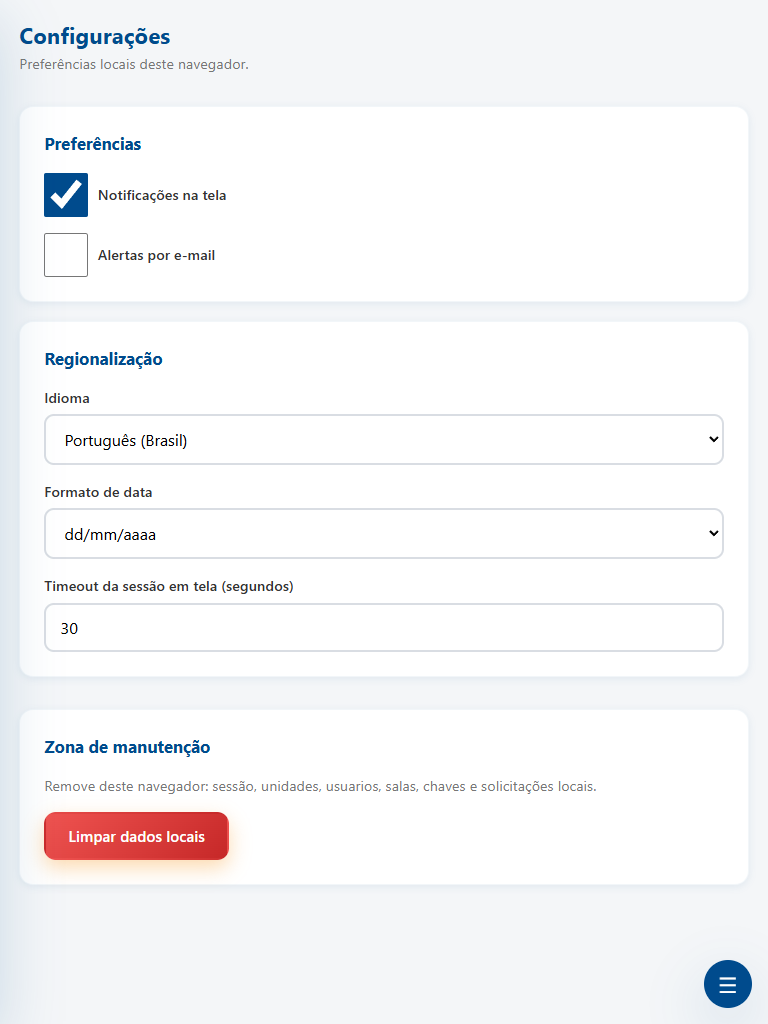 Configurações
Preferências locais deste navegador.
Preferências
Notificações na tela
Alertas por e-mail
Regionalização
Idioma
Português (Brasil)
Formato de data
dd/mm/aaaa
Timeout da sessão em tela (segundos)
30
Zona de manutenção
Remove deste navegador: sessão, unidades, usuarios, salas, chaves e solicitações locais.
Limpar dados locais